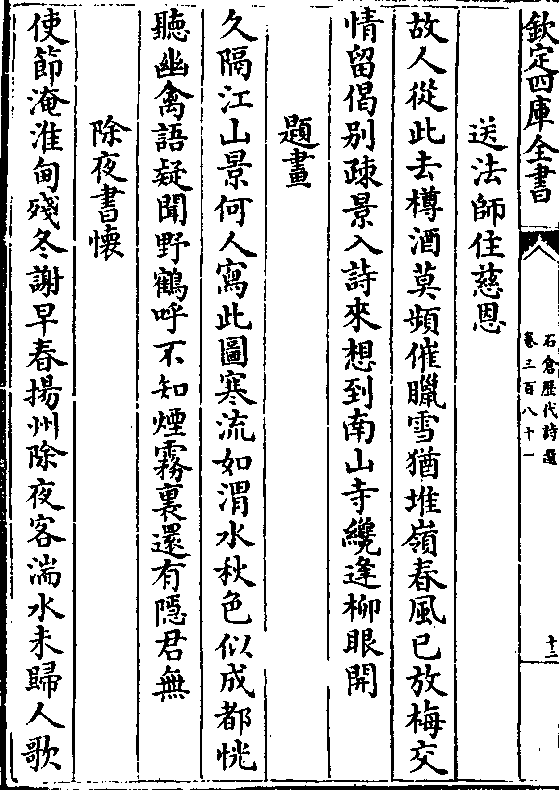 欽定四庫全書
石倉歷代詩選
卷三百八十一
十二
送法師住慈恩
故人從此去樽酒莫頻催臘雪猶堆嶺春風已放梅交
情留偈別疎景入詩來想到南山寺纔逢柳眼開
題畫
久隔江山景何人寫此圖寒流如渭水秋色似成都恍
聽幽禽語疑聞野鶴呼不知煙霧裏還有隱君無
除夜書懷
使節淹淮甸殘冬謝早春揚州除夜客湍水未歸人歌